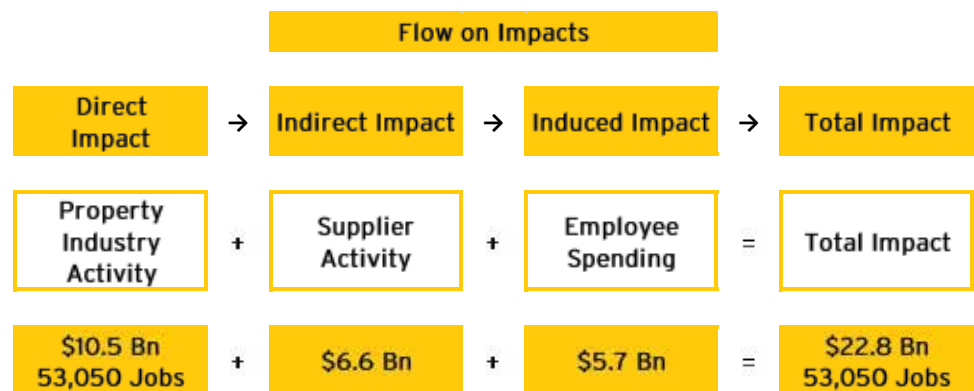 Flow on Impacts
Direct
Impact
→
Indirect Impact
→
Induced Impact
→
Total Impact
Property
Industry
Activity
+
Supplier
Activity
+
Employee
Spending
=
Total Impact
$10.5 Bn
53,050 Jobs
+
$6.6 Bn
+
$5.7 Bn
=
$22.8 Bn
53,050 Jobs